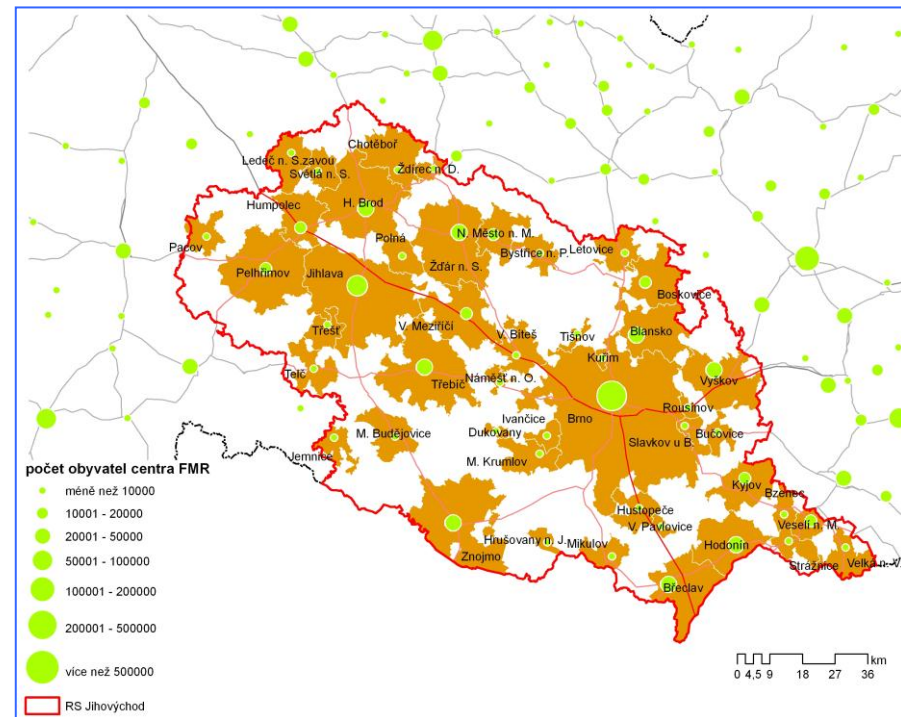 Chotěboř
Ledeč n. S.zavou
Světlá n. S.
Ždírec n. D.
Humpolec
H. Brod
Pacov
Polná
N. Město n. M.
Bystřice n. P.
Letovice
Pelhřimov
Jihlava
Žďár n. S.
Boskovice
Třešť
V. Meziříčí
V. Bíteš
Tišnov
Blansko
Kuřim
Telč
Třebíč
Náměšť n. O.
Vyškov
Ivančice
Brno
Rousínov
M. Budějovice
Dukovany
Slavkov u B.
Bučovice
Jemnice
M. Krumlov
počet obyvatel centra FMR
méně než 10000
10001 - 20000
20001 - 50000
50001 - 100000
100001 - 200000
200001 - 500000
více než 500000
RS Jihovýchod
Kyjov
Bzenec
Hustopeče
V. Pavlovice
Veselí n. M
Znojmo
Hrušovany n. J.
Mikulov
Hodonín
Strážnice
Velká n. V.
Břeclav
km
0 4,5 9 18 27 36